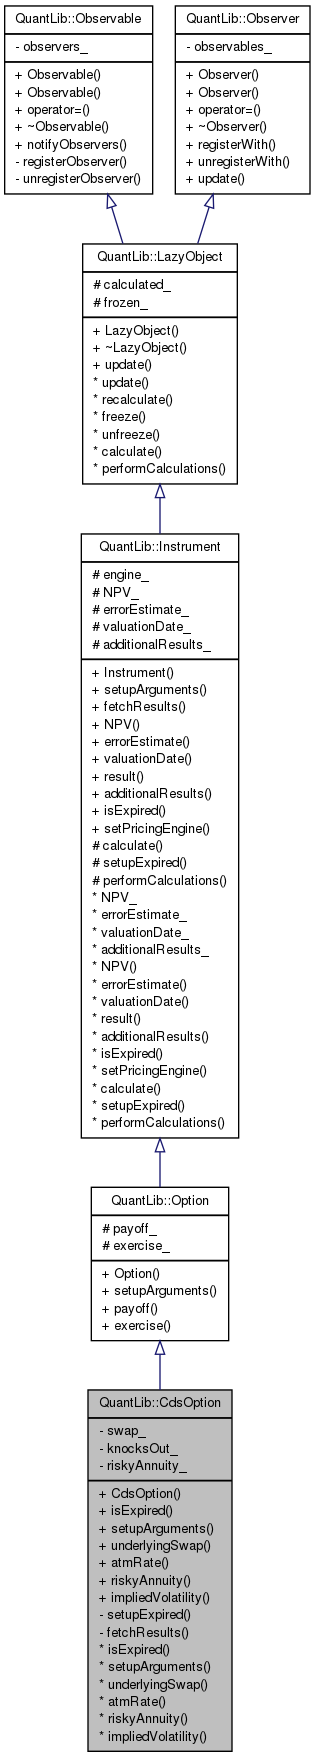 QuantLib::Observable
- observers_
+ Observable()
+ Observable()
+ operator=()
+ ~Observable()
+ notifyObservers()
- registerObserver()
- unregisterObserver()
QuantLib::Observer
- observables_
+ Observer()
+ Observer()
+ operator=()
+ ~Observer()
+ registerWith()
+ unregisterWith()
+ update()
QuantLib::LazyObject
# calculated_
# frozen_
+ LazyObject()
+ ~LazyObject()
+ update()
* update()
* recalculate()
* freeze()
* unfreeze()
* calculate()
* performCalculations()
QuantLib::Instrument
# engine_
# NPV_
# errorEstimate_
# valuationDate_
# additionalResults_
+ Instrument()
+ setupArguments()
+ fetchResults()
+ NPV()
+ errorEstimate()
+ valuationDate()
+ result()
+ additionalResults()
+ isExpired()
+ setPricingEngine()
# calculate()
# setupExpired()
# performCalculations()
* NPV_
* errorEstimate_
* valuationDate_
* additionalResults_
* NPV()
* errorEstimate()
* valuationDate()
* result()
* additionalResults()
* isExpired()
* setPricingEngine()
* calculate()
* setupExpired()
* performCalculations()
QuantLib::Option
# payoff_
# exercise_
+ Option()
+ setupArguments()
+ payoff()
+ exercise()
QuantLib::CdsOption
- swap_
- knocksOut_
- riskyAnnuity_
+ CdsOption()
+ isExpired()
+ setupArguments()
+ underlyingSwap()
+ atmRate()
+ riskyAnnuity()
+ impliedVolatility()
- setupExpired()
- fetchResults()
* isExpired()
* setupArguments()
* underlyingSwap()
* atmRate()
* riskyAnnuity()
* impliedVolatility()